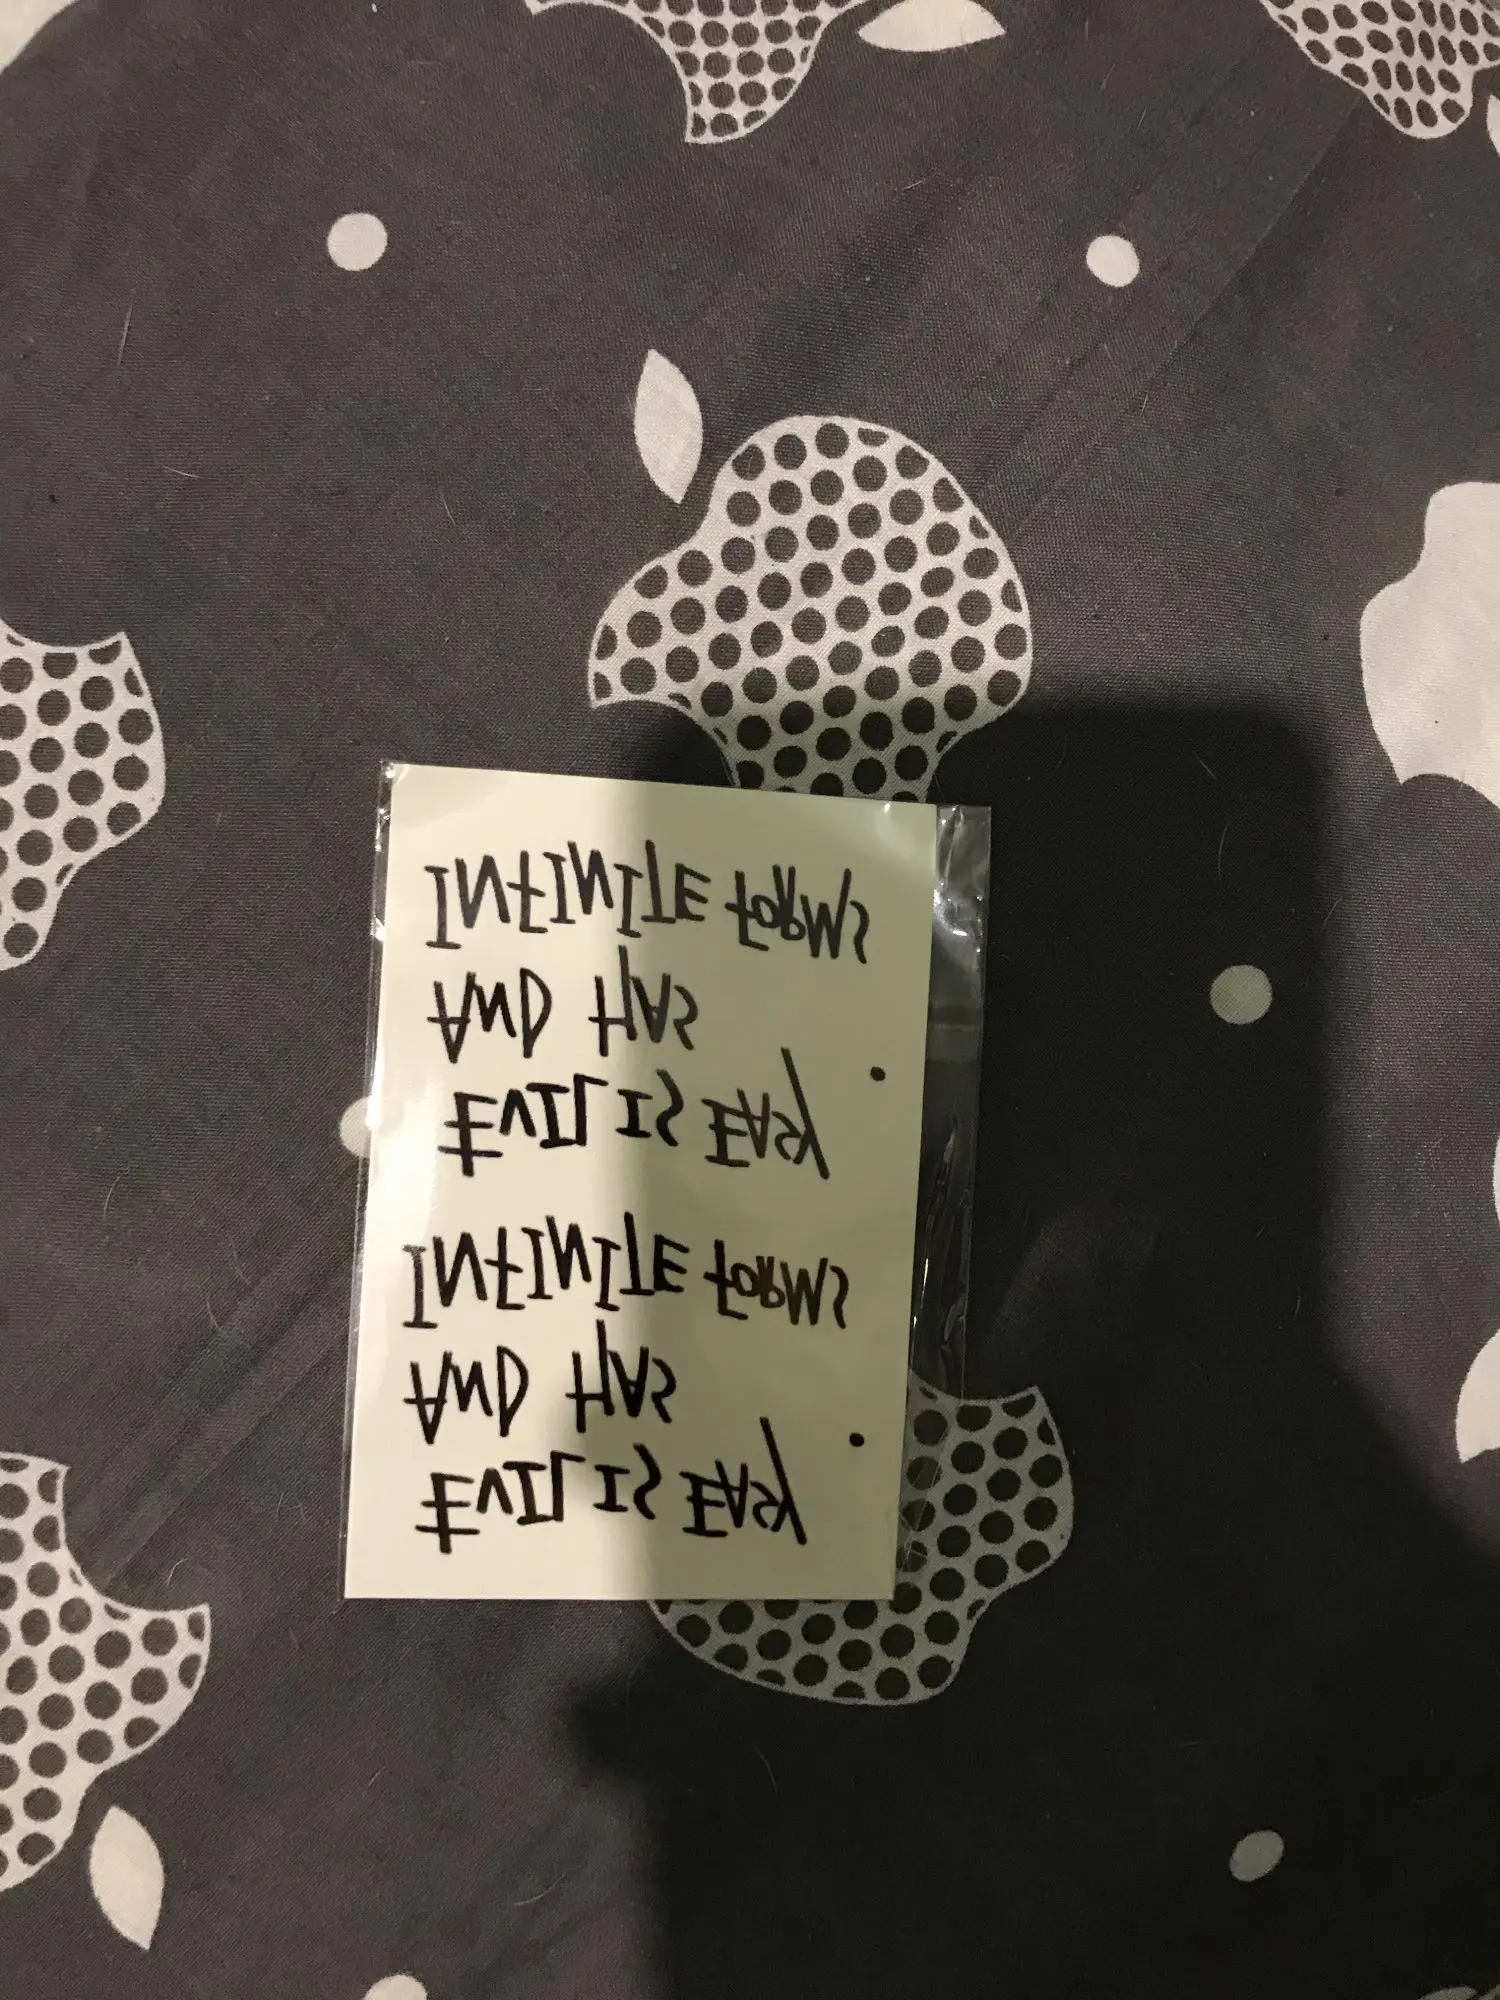 EVIL IS EASY.
AND HAS
INFINITE FORMS
EVIL IS EASY.
AND HAS
INFINITE FORMS